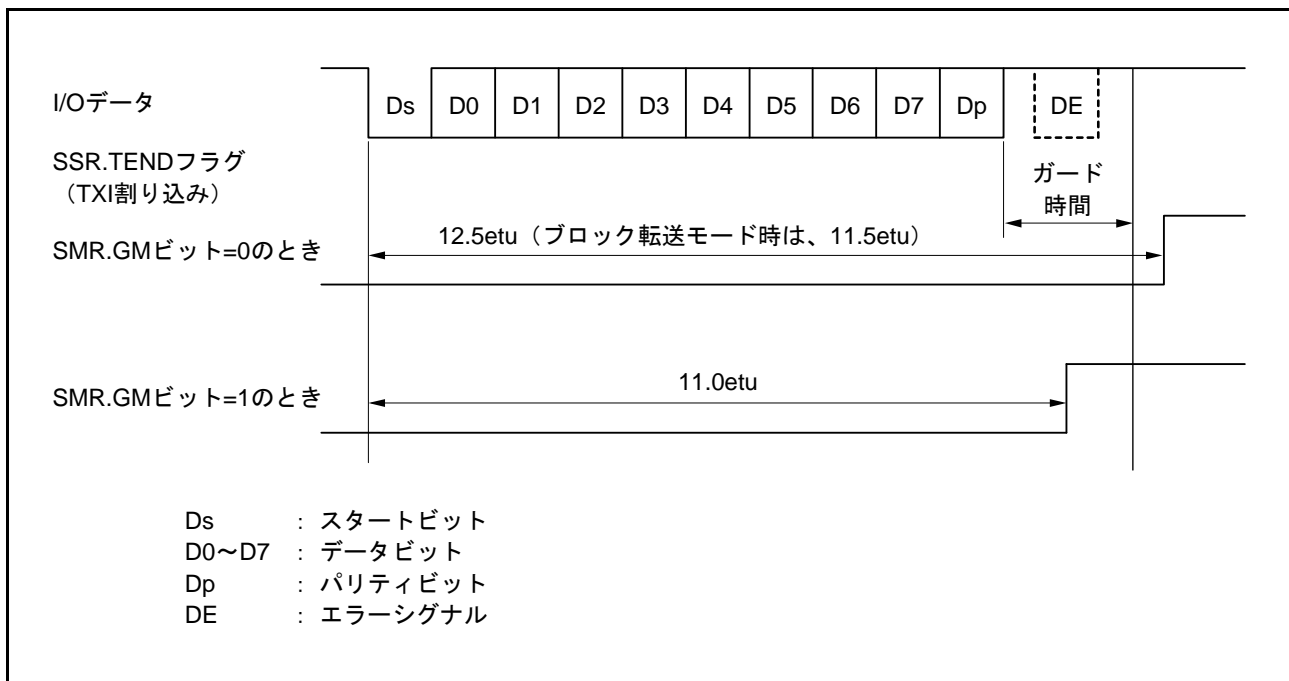 I/Oデータ
Ds D0 D1 D2 D3 D4 D5 D6 D7 Dp DE
SSR.TENDフラグ
（TXI割り込み）
ガード
時間
12.5etu（ブロック転送モード時は、11.5etu）
SMR.GMビット=0のとき
11.0etu
SMR.GMビット=1のとき
Ds : スタートビット
D0～D7 : データビット
Dp : パリティビット
DE : エラーシグナル